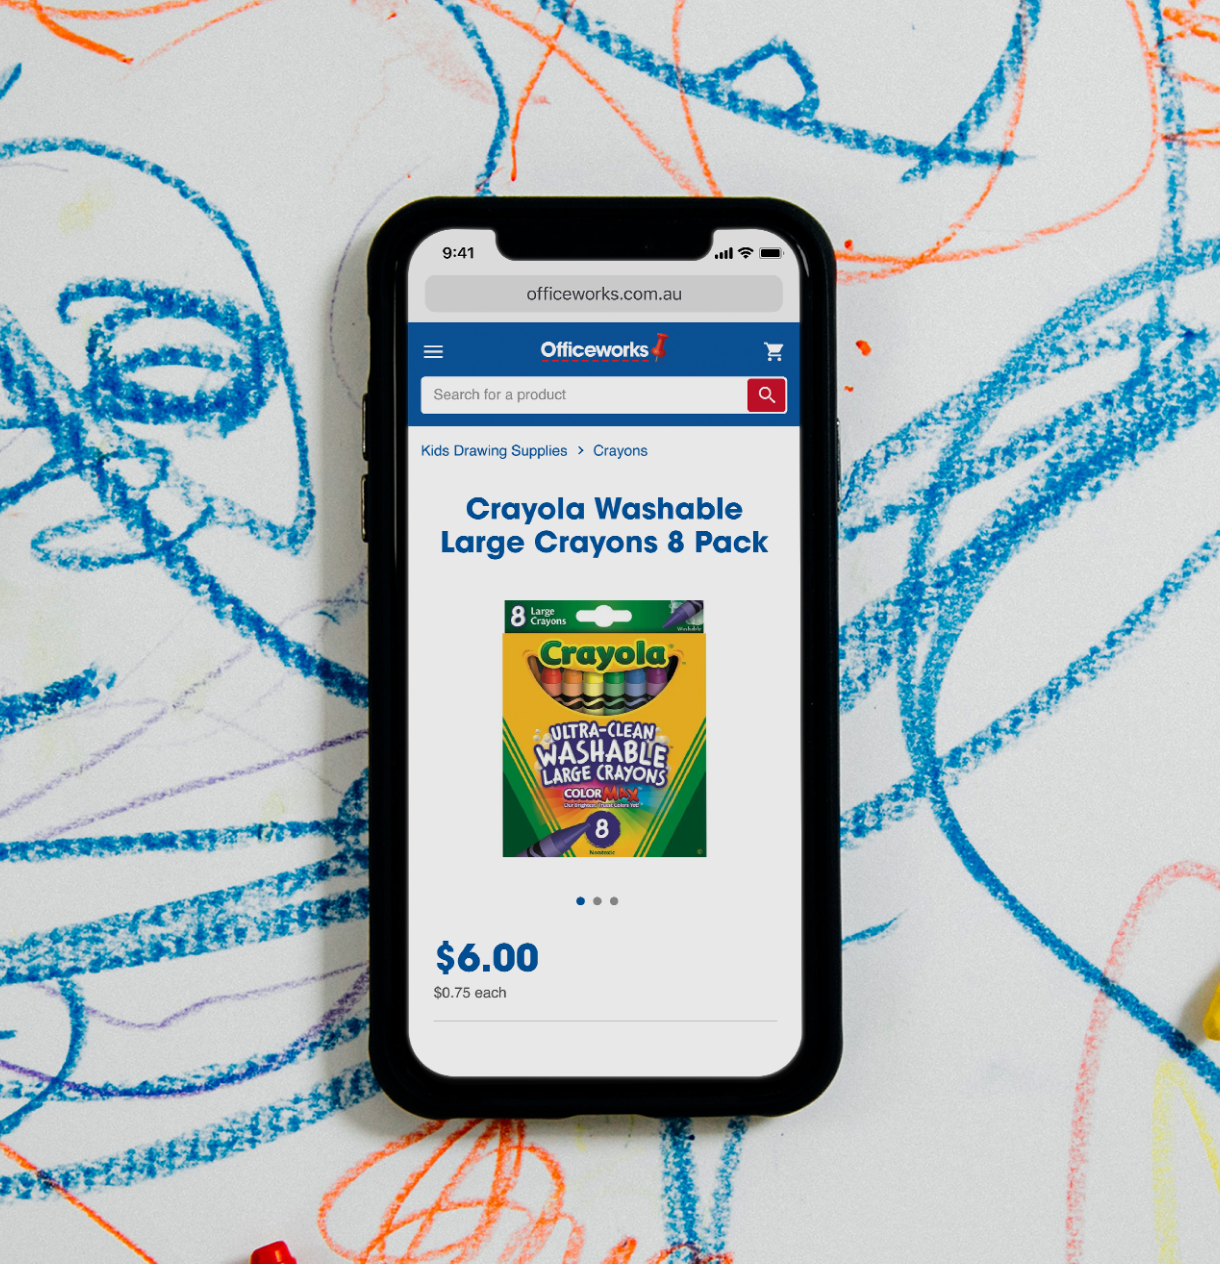 9:41
officeworks.com.au
Officeworks
Search for a product
Kids Drawing Supplies > Crayons
Crayola Washable
Large Crayons 8 Pack
8 Large
Crayons
Washable
Crayola
ULTRA-CLEAN
WASHABLE
LARGE CRAYONS
COLOR MAX
8
Nontoxic
$6.00
$0.75 each